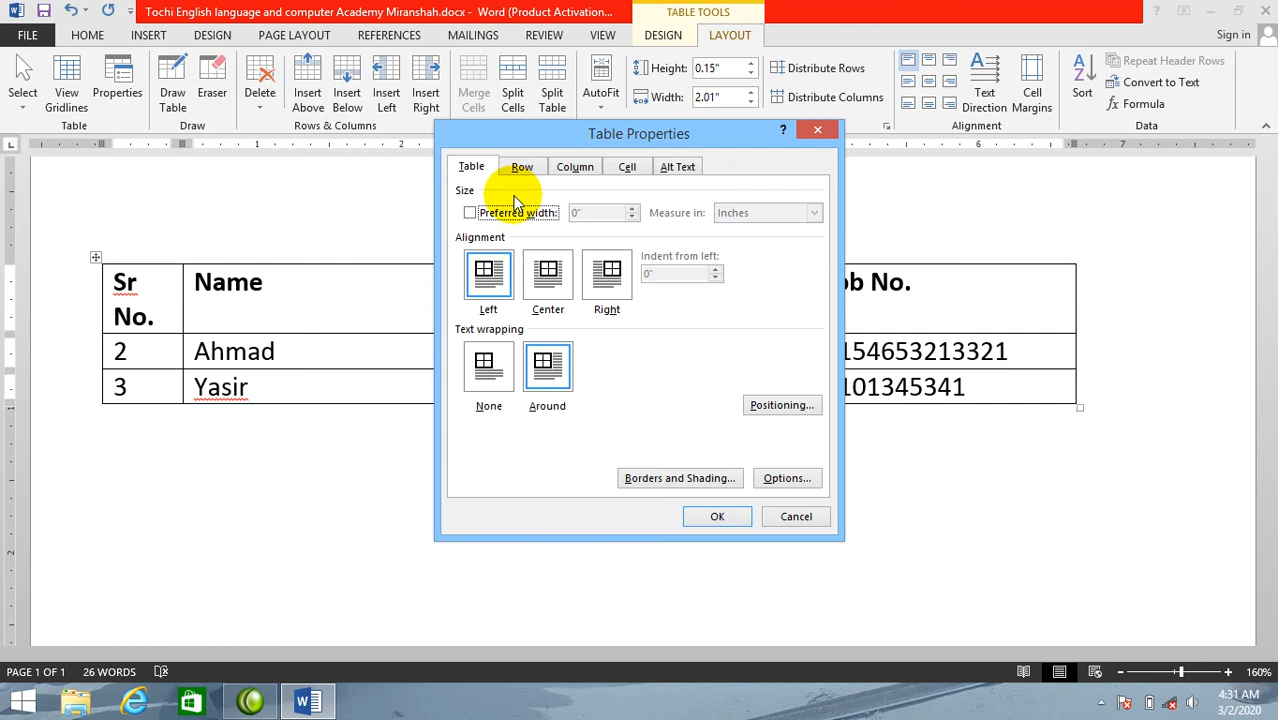 Tochi English language and computer Academy Miranshah.docx - Word (Product Activation...
TABLE TOOLS
FILE HOME INSERT DESIGN PAGE LAYOUT REFERENCES MAILINGS REVIEW VIEW DESIGN LAYOUT Sign in
Select View Gridlines Properties Draw Table Eraser Delete Insert Above Insert Below Insert Left Insert Right Merge Cells Split Cells Split Table AutoFit
Height: 0.15" Distribute Rows
Width: 2.01" Distribute Columns
Text Direction Cell Margins Sort
Repeat Header Rows
Convert to Text
Formula
Table Rows & Columns Alignment Data
1 2 6 7
Table Properties
Table Row Column Cell Alt Text
Size
Preferred width: 0" Measure in: Inches
Alignment
Indent from left:
0"
Left Center Right
Text wrapping
None Around
Positioning...
Borders and Shading... Options...
OK Cancel
Sr No. Name ob No.
2 Ahmad 154653213321
3 Yasir 101345341
PAGE 1 OF 1 26 WORDS 160%
4:31 AM
3/2/2020